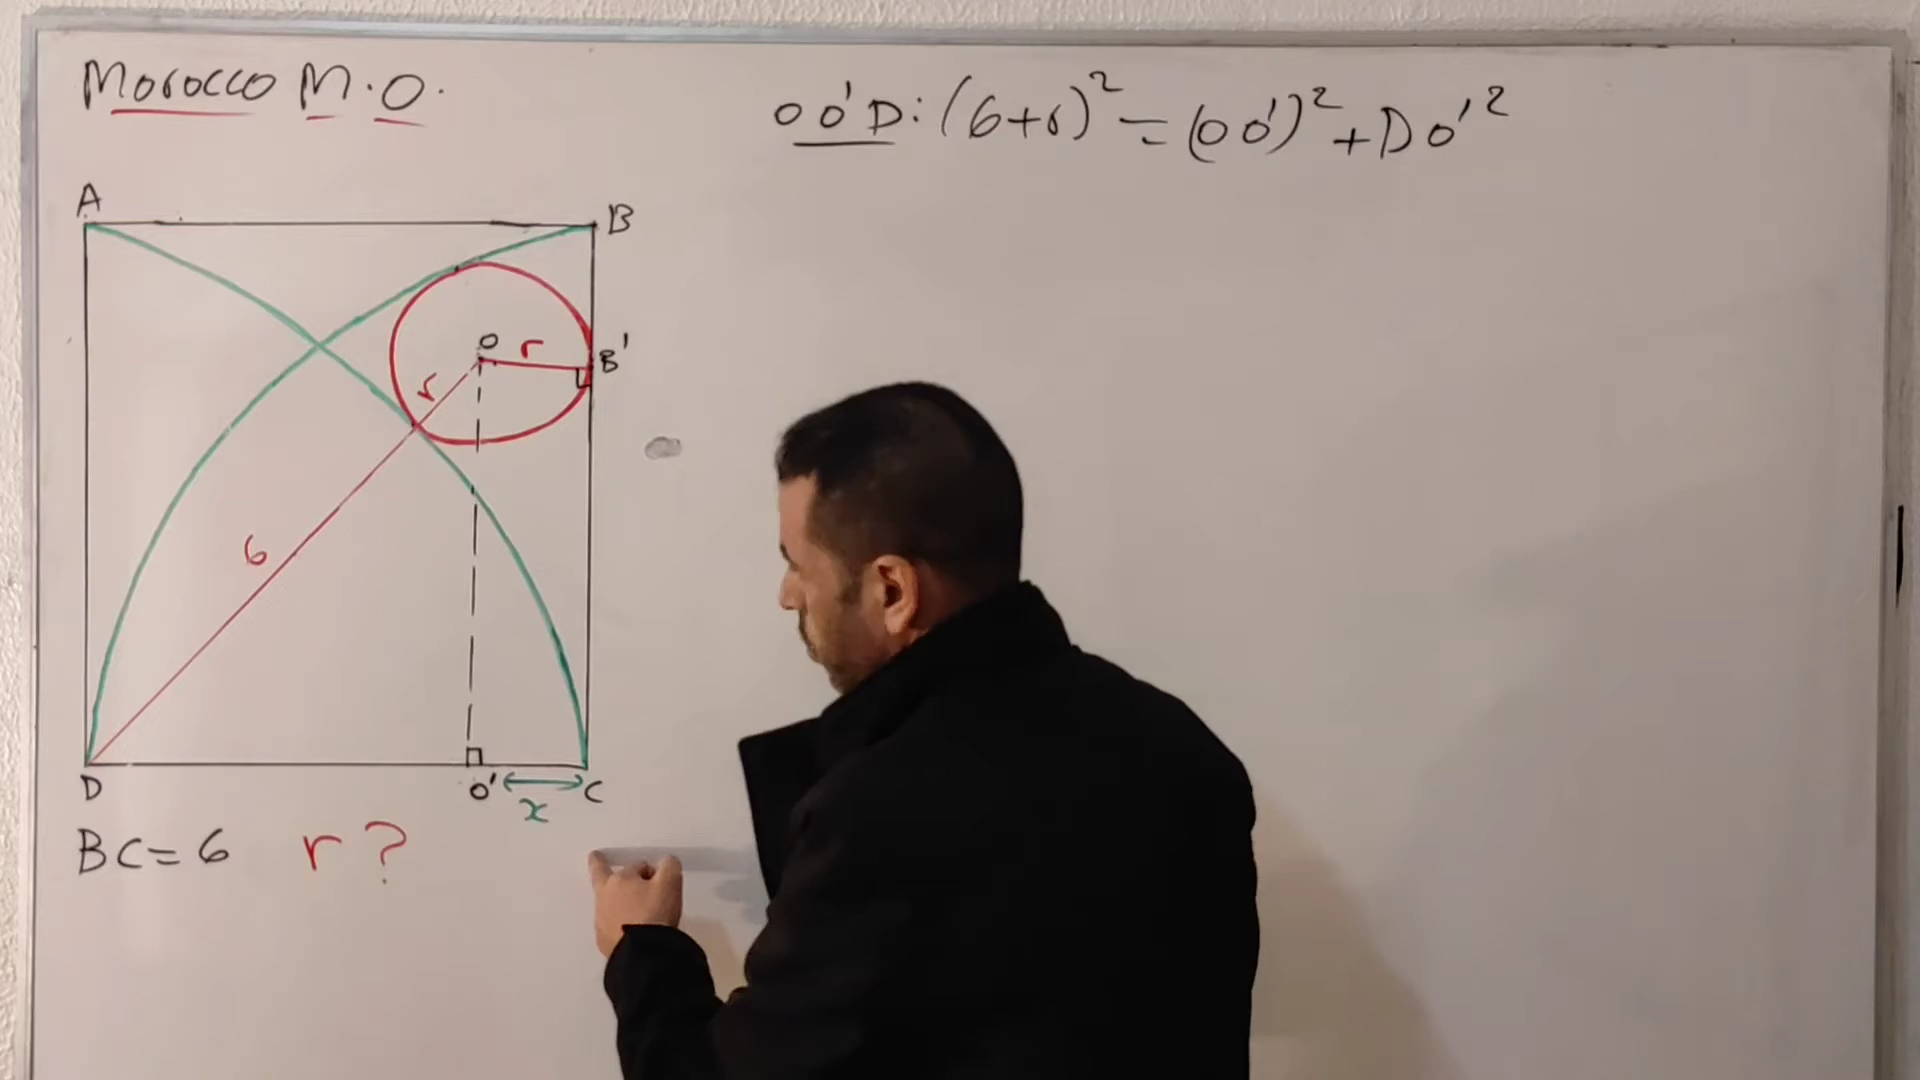 Morocco M.O.
OO'D: (6+r)² = (OO')² + DO'²
A
B
O
r
B'
r
6
D
O'
C
x
BC=6 r?